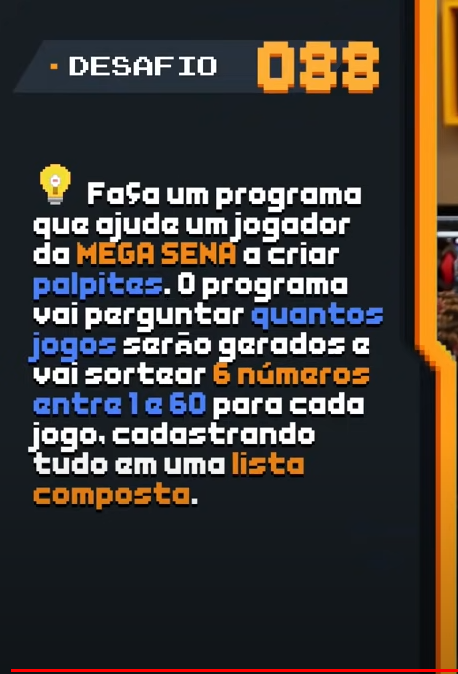 DESAFIO 088
Faça um programa
que ajude um jogador
da MEGA SENA a criar
palpites. O programa
vai perguntar quantos
jogos serão gerados e
vai sortear 6 números
entre 1 e 60 para cada
jogo, cadastrando
tudo em uma lista
composta.